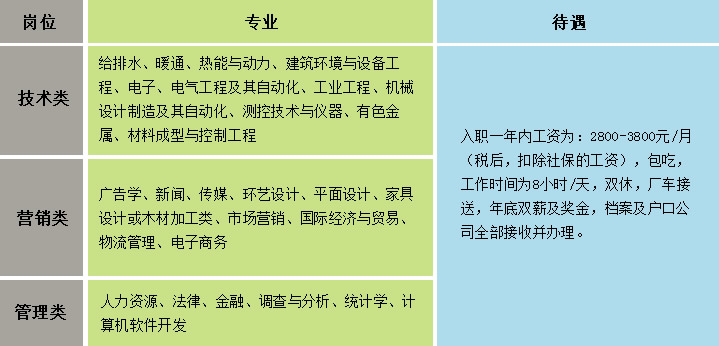 岗位
专业
待遇
技术类
给排水、暖通、热能与动力、建筑环境与设备工
程、电子、电气工程及其自动化、工业工程、机械
设计制造及其自动化、测控技术与仪器、有色金
属、材料成型与控制工程
营销类
广告学、新闻、传媒、环艺设计、平面设计、家具
设计或木材加工类、市场营销、国际经济与贸易、
物流管理、电子商务
管理类
人力资源、法律、金融、调查与分析、统计学、计
算机软件开发
入职一年内工资为：2800-3800元/月
（税后，扣除社保的工资），包吃，
工作时间为8小时/天，双休，厂车接
送，年底双薪及奖金，档案及户口公
司全部接收并办理。